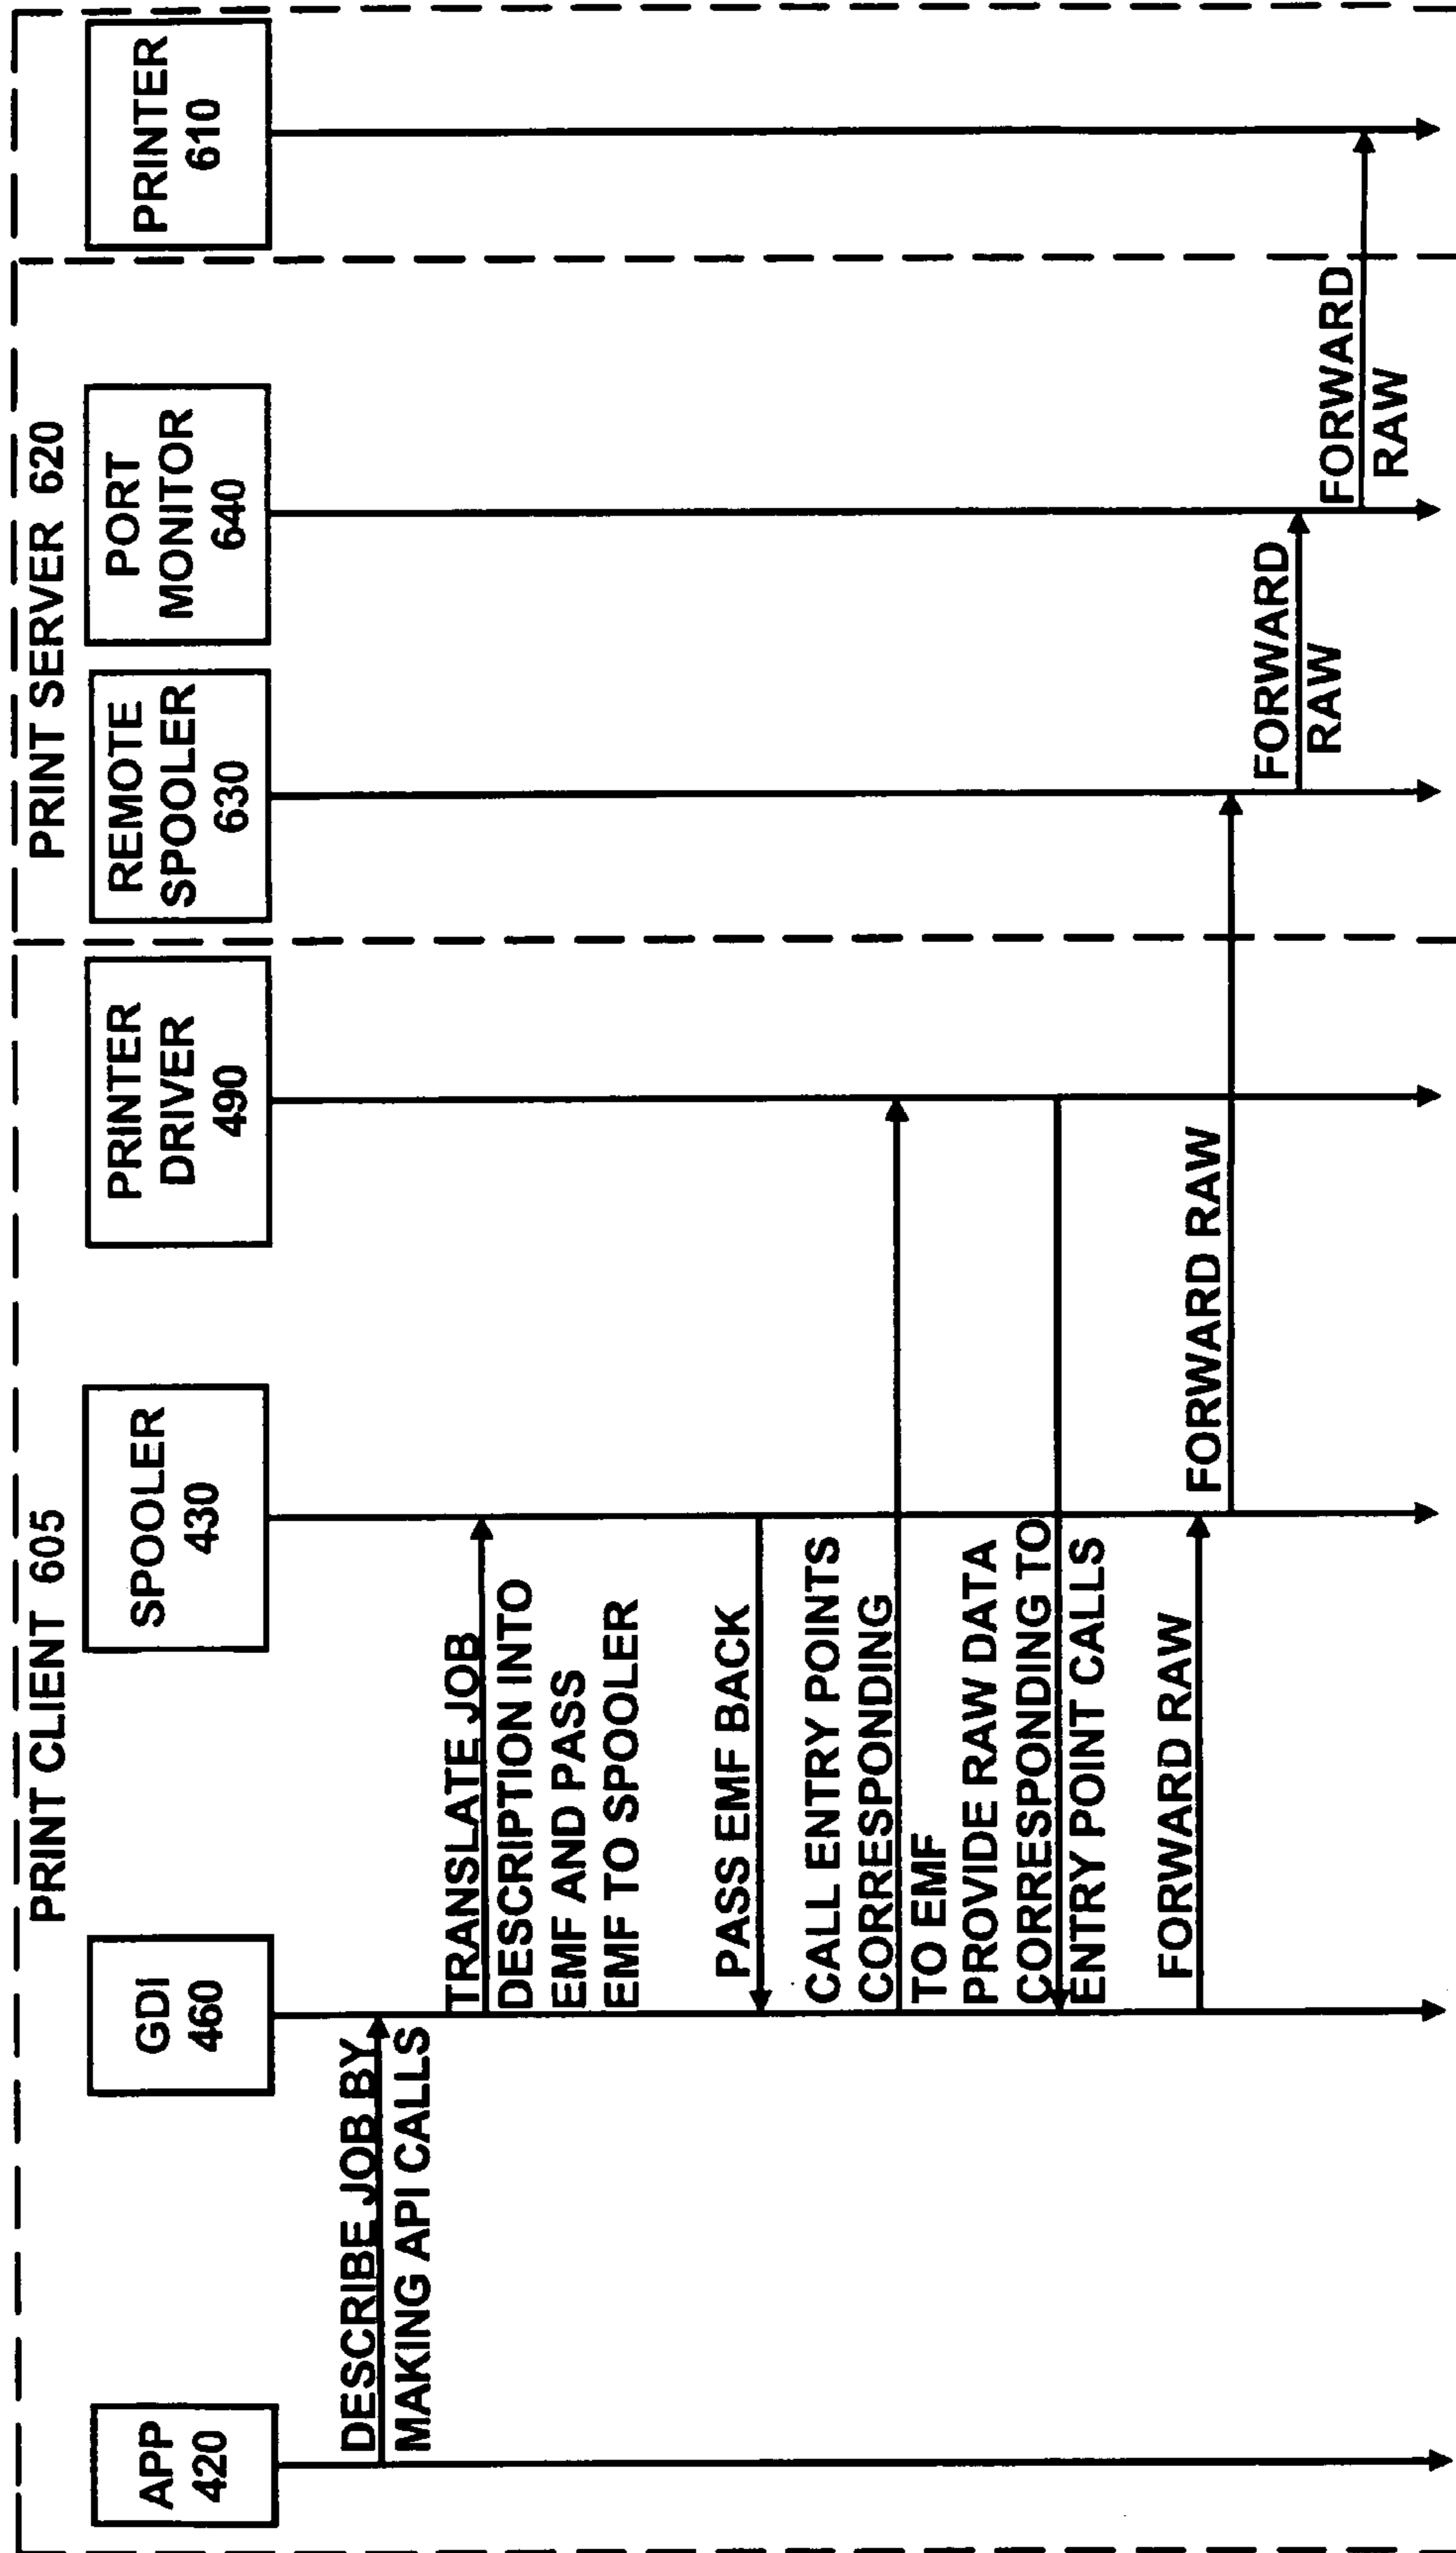 PRINT CLIENT 605
PRINT SERVER 620
APP
420
GDI
460
SPOOLER
430
PRINTER
DRIVER
490
REMOTE
SPOOLER
630
PORT
MONITOR
640
PRINTER
610
DESCRIBE JOB BY
MAKING API CALLS
TRANSLATE JOB
DESCRIPTION INTO
EMF AND PASS
EMF TO SPOOLER
PASS EMF BACK
CALL ENTRY POINTS
CORRESPONDING
TO EMF
PROVIDE RAW DATA
CORRESPONDING TO
ENTRY POINT CALLS
FORWARD RAW
FORWARD RAW
FORWARD
RAW
FORWARD
RAW